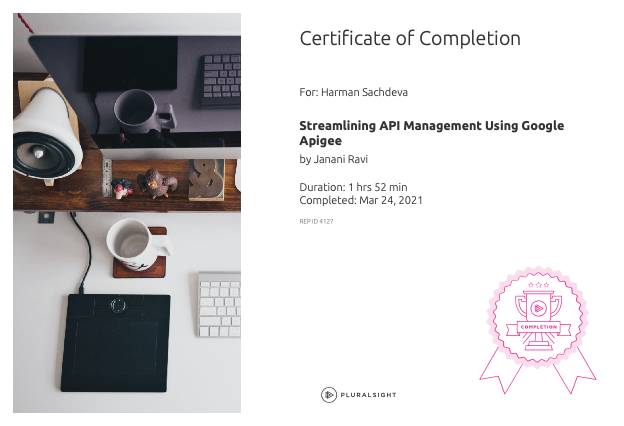 Certificate of Completion
For: Harman Sachdeva
Streamlining API Management Using Google
Apigee
by Janani Ravi
Duration: 1 hrs 52 min
Completed: Mar 24, 2021
REP.ID 4127
COMPLETION
PLURALSIGHT